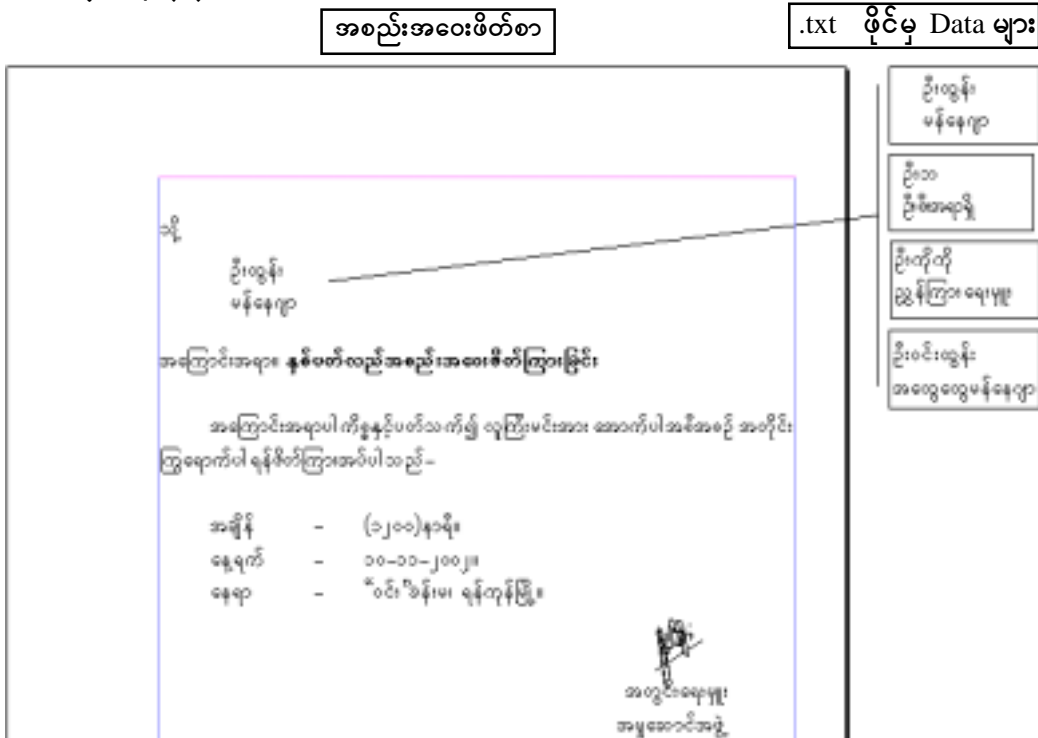 အစည်းအဝေးဖိတ်စာ
.txt ဖိုင်မှ Data များ
သို့
ဦးထွန်း
မန်နေဂျာ
အကြောင်းအရာ။ နှစ်ပတ်လည်အစည်းအဝေးဖိတ်ကြားခြင်း
အကြောင်းအရာပါ ကိစ္စနှင့်ပတ်သက်၍ လူကြီးမင်းအား အောက်ပါအစီအစဉ် အတိုင်း
ကြွရောက်ပါ ရန်ဖိတ်ကြားအပ်ပါသည်–
အချိန် – (၁၂၀၀)နာရီ။
နေ့ရက် – ၁၀–၁၁–၂၀၀၂။
နေရာ – “ဝင်း”ခန်းမ၊ ရန်ကုန်မြို့။
အတွင်းရေးမှူး
အမှုဆောင်အဖွဲ့
ဦးထွန်း
မန်နေဂျာ
ဦးဘ
ဦးစီအရာရှိ
ဦးကိုကို
ညွှန်ကြားရေးမှူး
ဦးဝင်းထွန်း
အထွေထွေမန်နေဂျာ